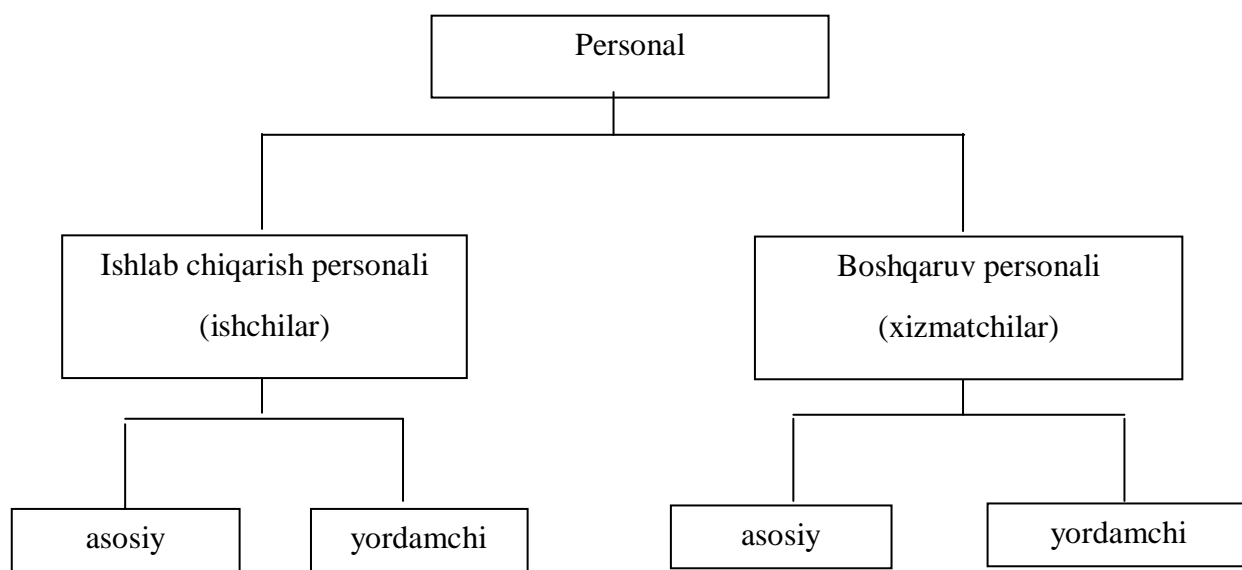 Personal
Ishlab chiqarish personali
(ishchilar)
Boshqaruv personali
(xizmatchilar)
asosiy
yordamchi
asosiy
yordamchi